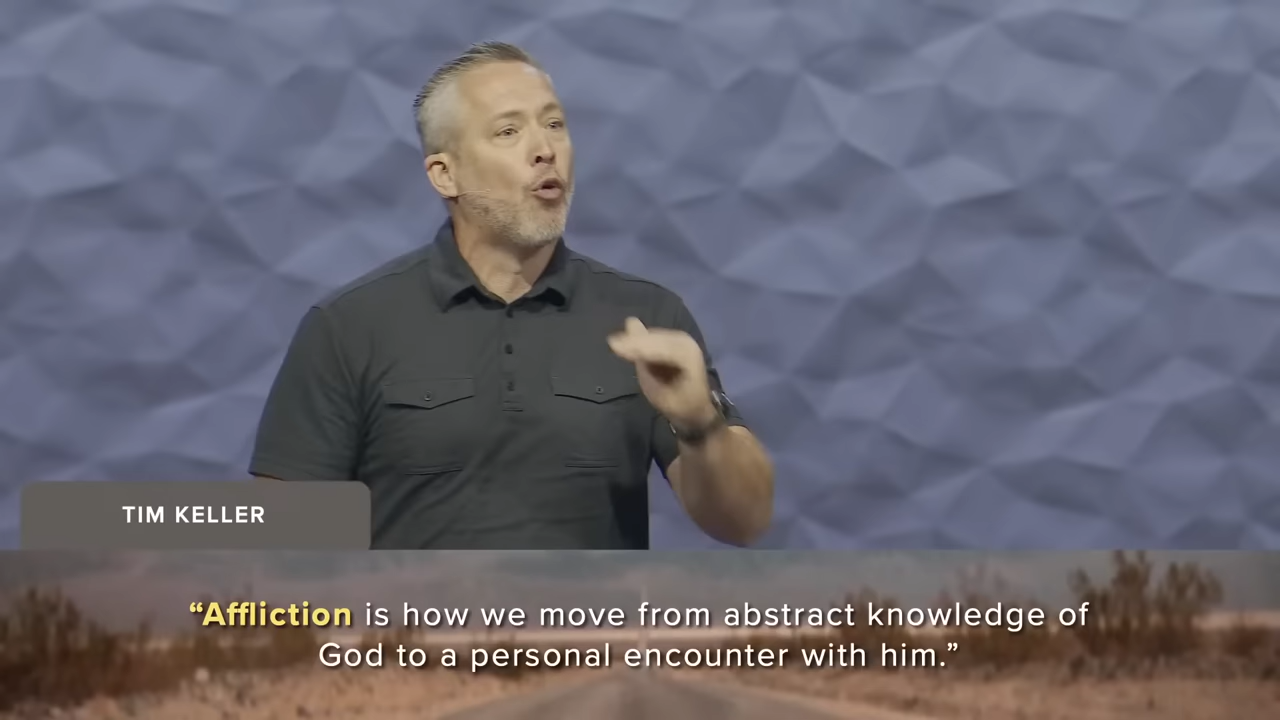 TIM KELLER
“Affliction is how we move from abstract knowledge of
God to a personal encounter with him.”